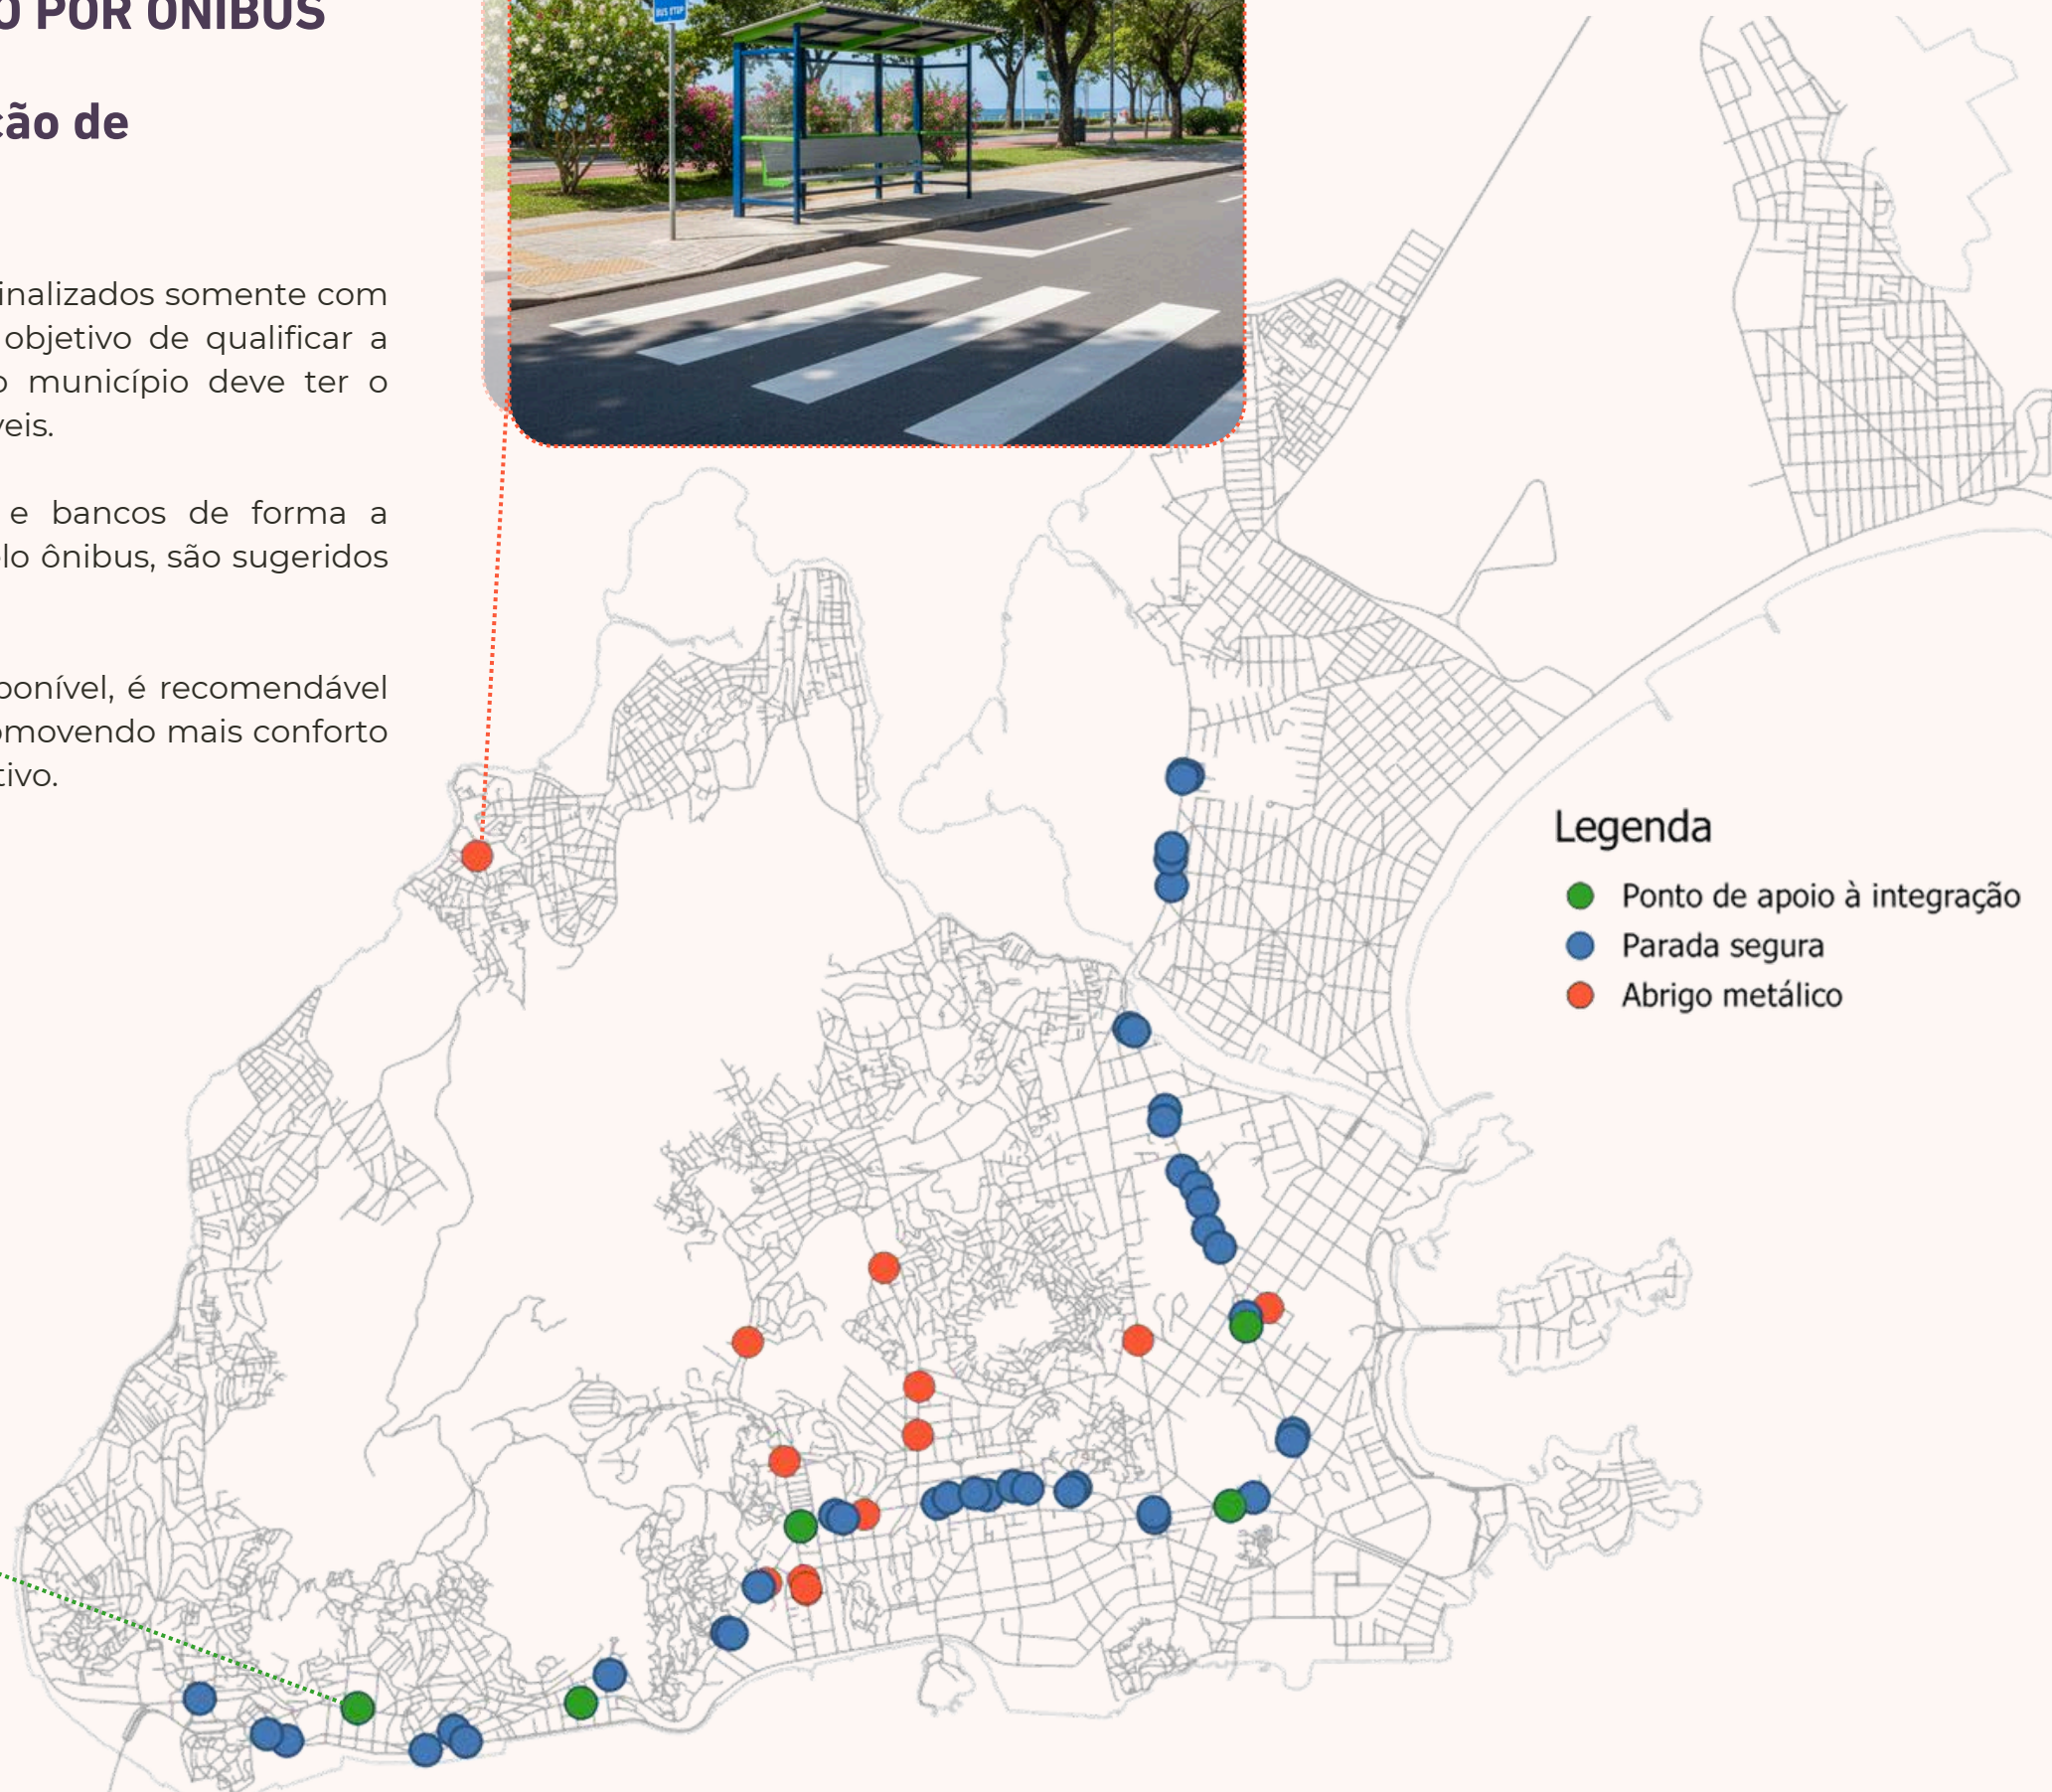 O POR ÔNIBUS
ção de
inalizados somente com
objetivo de qualificar a
o município deve ter o
veis.
e bancos de forma a
lo ônibus, são sugeridos
ponível, é recomendável
omovendo mais conforto
tivo.
BUS STOP
Legenda
Ponto de apoio à integração
Parada segura
Abrigo metálico